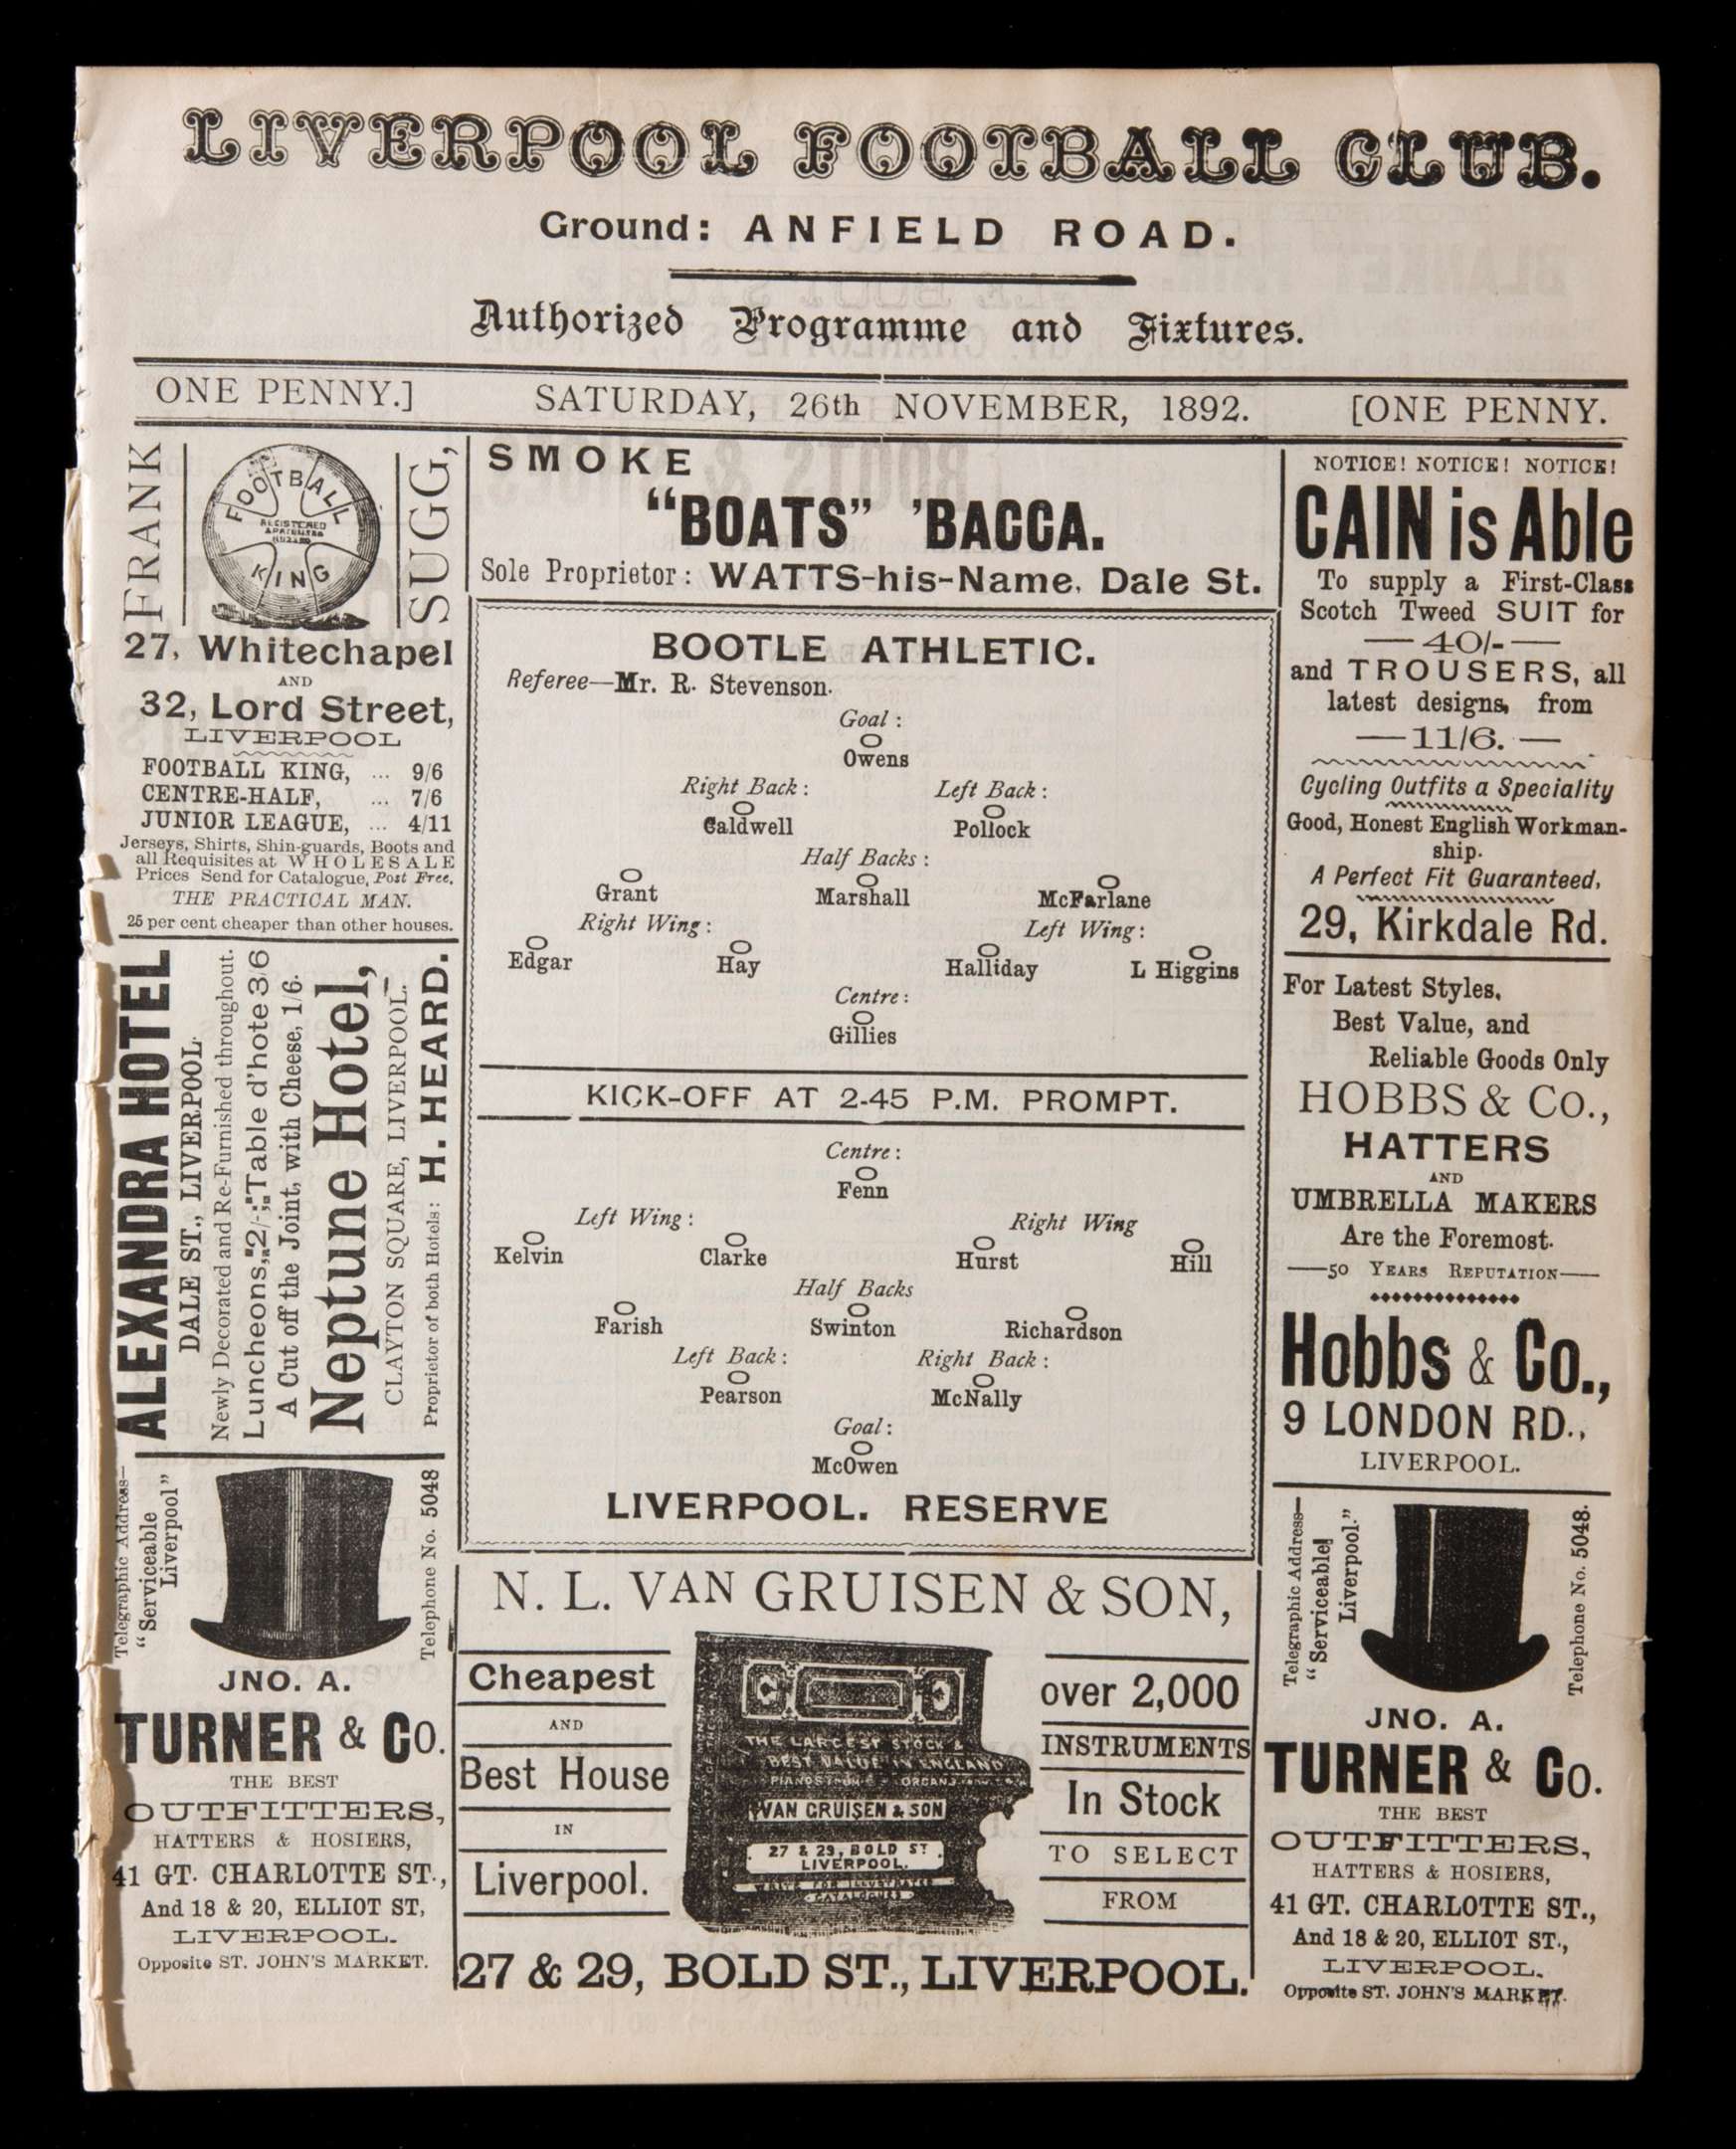 LIVERPOOL FOOTBALL CLUB.
Ground: ANFIELD ROAD.
Authorized Programme and Fixtures.
ONE PENNY.] SATURDAY, 26th NOVEMBER, 1892. [ONE PENNY.
FRANK
FOOTBALL
REGISTERED
KING
SUGG,
27, Whitechapel
AND
32, Lord Street,
LIVERPOOL
FOOTBALL KING, ... 9/6
CENTRE-HALF, ... 7/6
JUNIOR LEAGUE, ... 4/11
Jerseys, Shirts, Shin-guards, Boots and
all Requisites at WHOLESALE
Prices Send for Catalogue, Post Free.
THE PRACTICAL MAN.
25 per cent cheaper than other houses.
ALEXANDRA HOTEL
DALE ST., LIVERPOOL.
Newly Decorated and Re-Furnished throughout.
Luncheons, 2/-; Table d'hote 3/6
A Cut off the Joint, with Cheese, 1/6.
Neptune Hotel,
CLAYTON SQUARE, LIVERPOOL.
Proprietor of both Hotels: H. HEARD.
Telegraphic Address—
"Serviceable
Liverpool"
Telephone No. 5048
JNO. A.
TURNER & Co.
THE BEST
OUTFITTERS,
HATTERS & HOSIERS,
41 GT. CHARLOTTE ST.,
And 18 & 20, ELLIOT ST,
LIVERPOOL.
Opposite ST. JOHN'S MARKET.
SMOKE
"BOATS" 'BACCA.
Sole Proprietor: WATTS-his-Name, Dale St.
BOOTLE ATHLETIC.
Referee—Mr. R. Stevenson.
Goal:
Owens
Right Back: Left Back:
Caldwell Pollock
Half Backs:
Grant Marshall McFarlane
Right Wing: Left Wing:
Edgar Hay Halliday L Higgins
Centre:
Gillies
KICK-OFF AT 2-45 P.M. PROMPT.
Centre:
Fenn
Left Wing: Right Wing
Kelvin Clarke Hurst Hill
Half Backs
Farish Swinton Richardson
Left Back: Right Back:
Pearson McNally
Goal:
McOwen
LIVERPOOL. RESERVE
N. L. VAN GRUISEN & SON,
Cheapest
AND
Best House
IN
Liverpool.
THE LARGEST STOCK &
BEST VALUE IN ENGLAND
VAN GRUISEN & SON
27 & 29, BOLD ST
LIVERPOOL.
CATALOGUES
over 2,000
INSTRUMENTS
In Stock
TO SELECT
FROM
27 & 29, BOLD ST., LIVERPOOL.
NOTICE! NOTICE! NOTICE!
CAIN is Able
To supply a First-Class
Scotch Tweed SUIT for
— 40/- —
and TROUSERS, all
latest designs, from
— 11/6. —
Cycling Outfits a Speciality
Good, Honest English Workman-
ship.
A Perfect Fit Guaranteed,
29, Kirkdale Rd.
For Latest Styles,
Best Value, and
Reliable Goods Only
HOBBS & Co.,
HATTERS
AND
UMBRELLA MAKERS
Are the Foremost.
—50 YEARS REPUTATION—
Hobbs & Co.,
9 LONDON RD.,
LIVERPOOL.
Telegraphic Address—
"Serviceable
Liverpool."
Telephone No. 5048.
JNO. A.
TURNER & Co.
THE BEST
OUTFITTERS,
HATTERS & HOSIERS,
41 GT. CHARLOTTE ST.,
And 18 & 20, ELLIOT ST.,
LIVERPOOL.
Opposite ST. JOHN'S MARKET.